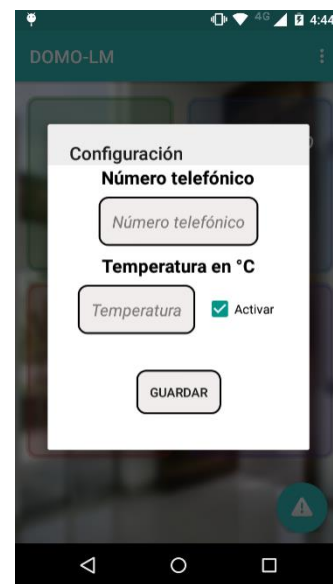 4G 4:44
DOMO-LM
Configuración
Número telefónico
Número telefónico
Temperatura en °C
Temperatura Activar
GUARDAR